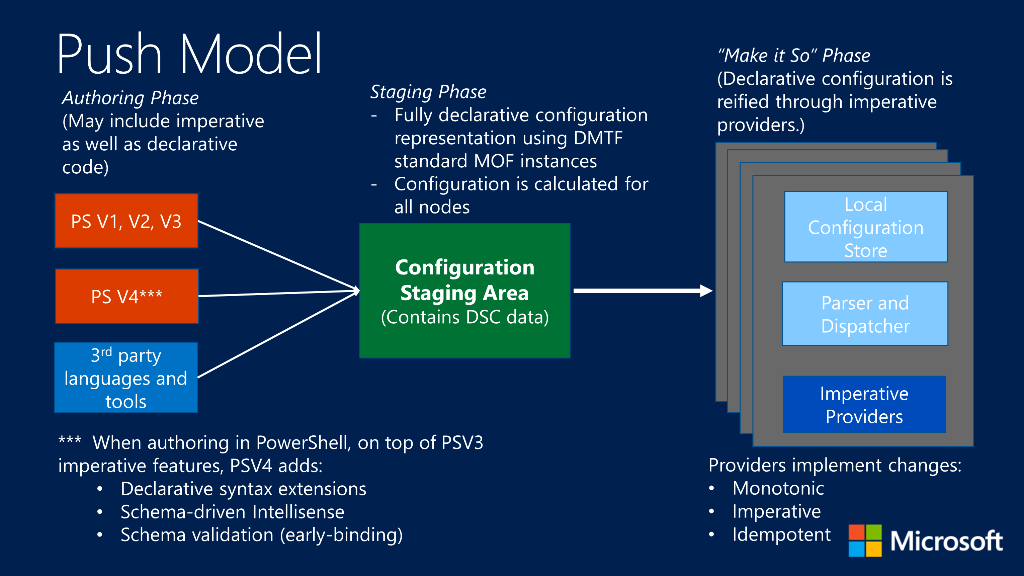 Push Model
Authoring Phase
(May include imperative
as well as declarative
code)
PS V1, V2, V3
PS V4***
3rd party
languages and
tools
Staging Phase
- Fully declarative configuration
representation using DMTF
standard MOF instances
- Configuration is calculated for
all nodes
Configuration
Staging Area
(Contains DSC data)
“Make it So” Phase
(Declarative configuration is
reified through imperative
providers.)
Local
Configuration
Store
Parser and
Dispatcher
Imperative
Providers
*** When authoring in PowerShell, on top of PSV3
imperative features, PSV4 adds:
• Declarative syntax extensions
• Schema-driven Intellisense
• Schema validation (early-binding)
Providers implement changes:
• Monotonic
• Imperative
• Idempotent
Microsoft